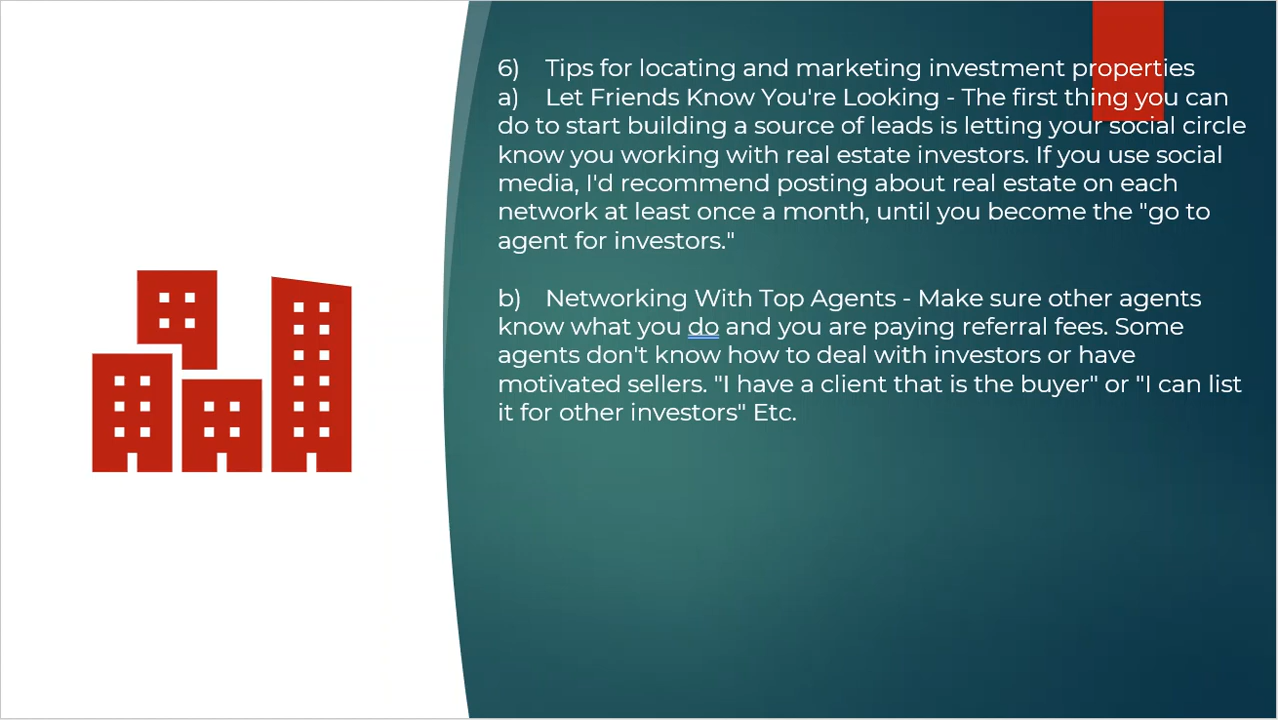 6) Tips for locating and marketing investment properties
a) Let Friends Know You're Looking - The first thing you can
do to start building a source of leads is letting your social circle
know you working with real estate investors. If you use social
media, I'd recommend posting about real estate on each
network at least once a month, until you become the "go to
agent for investors."
b) Networking With Top Agents - Make sure other agents
know what you do and you are paying referral fees. Some
agents don't know how to deal with investors or have
motivated sellers. "I have a client that is the buyer" or "I can list
it for other investors" Etc.